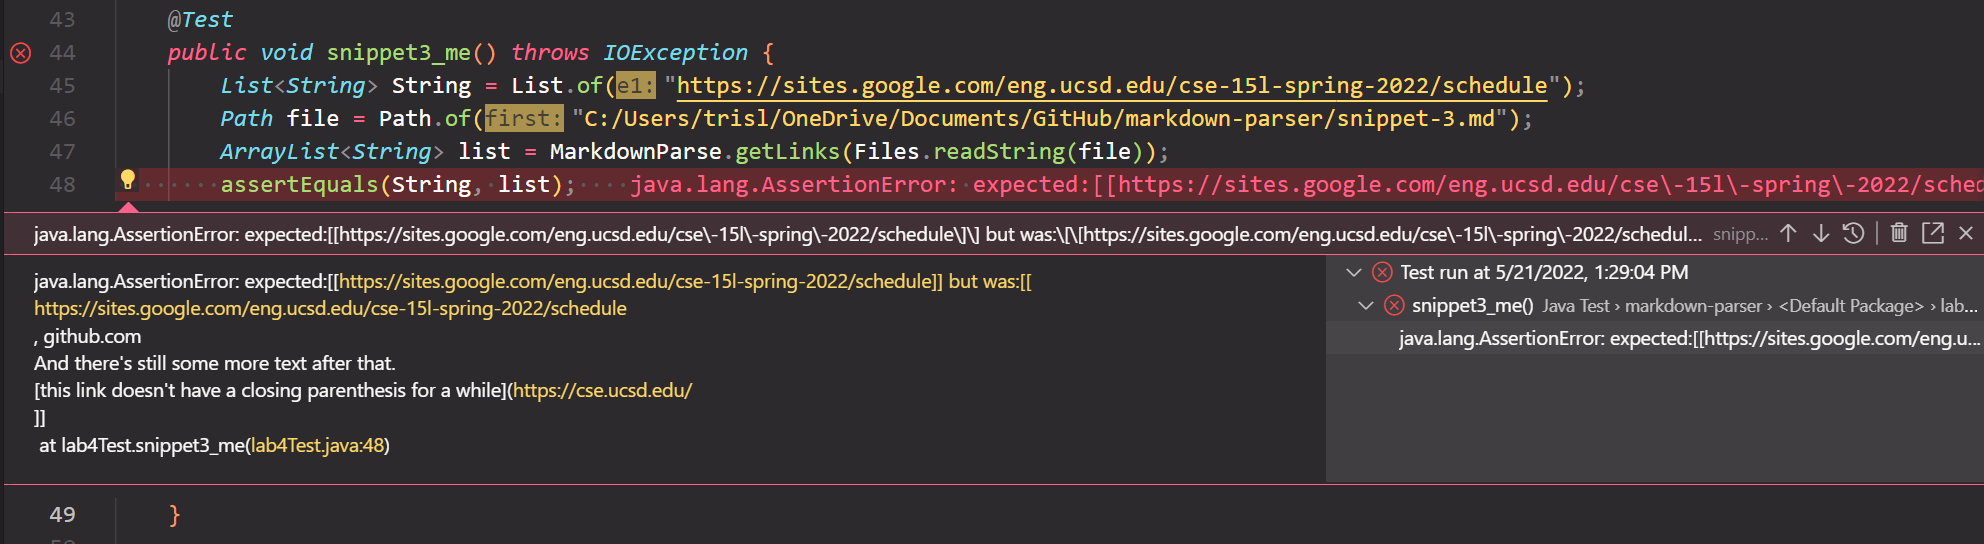 43 @Test
44 public void snippet3_me() throws IOException {
45 List<String> String = List.of(e1: "https://sites.google.com/eng.ucsd.edu/cse-15l-spring-2022/schedule");
46 Path file = Path.of(first: "C:/Users/trisl/OneDrive/Documents/GitHub/markdown-parser/snippet-3.md");
47 ArrayList<String> list = MarkdownParse.getLinks(Files.readString(file));
48 ······assertEquals(String,·list);····java.lang.AssertionError:·expected:[[https://sites.google.com/eng.ucsd.edu/cse\-15l\-spring\-2022/sched
java.lang.AssertionError: expected:[[https://sites.google.com/eng.ucsd.edu/cse\-15l\-spring\-2022/schedule\]\] but was:\[\[https://sites.google.com/eng.ucsd.edu/cse\-15l\-spring\-2022/schedul... snipp...
java.lang.AssertionError: expected:[[https://sites.google.com/eng.ucsd.edu/cse-15l-spring-2022/schedule]] but was:[[
https://sites.google.com/eng.ucsd.edu/cse-15l-spring-2022/schedule
, github.com
And there's still some more text after that.
[this link doesn't have a closing parenthesis for a while](https://cse.ucsd.edu/
]]
at lab4Test.snippet3_me(lab4Test.java:48)
Test run at 5/21/2022, 1:29:04 PM
snippet3_me() Java Test › markdown-parser › <Default Package> › lab...
java.lang.AssertionError: expected:[[https://sites.google.com/eng.u...
49 }